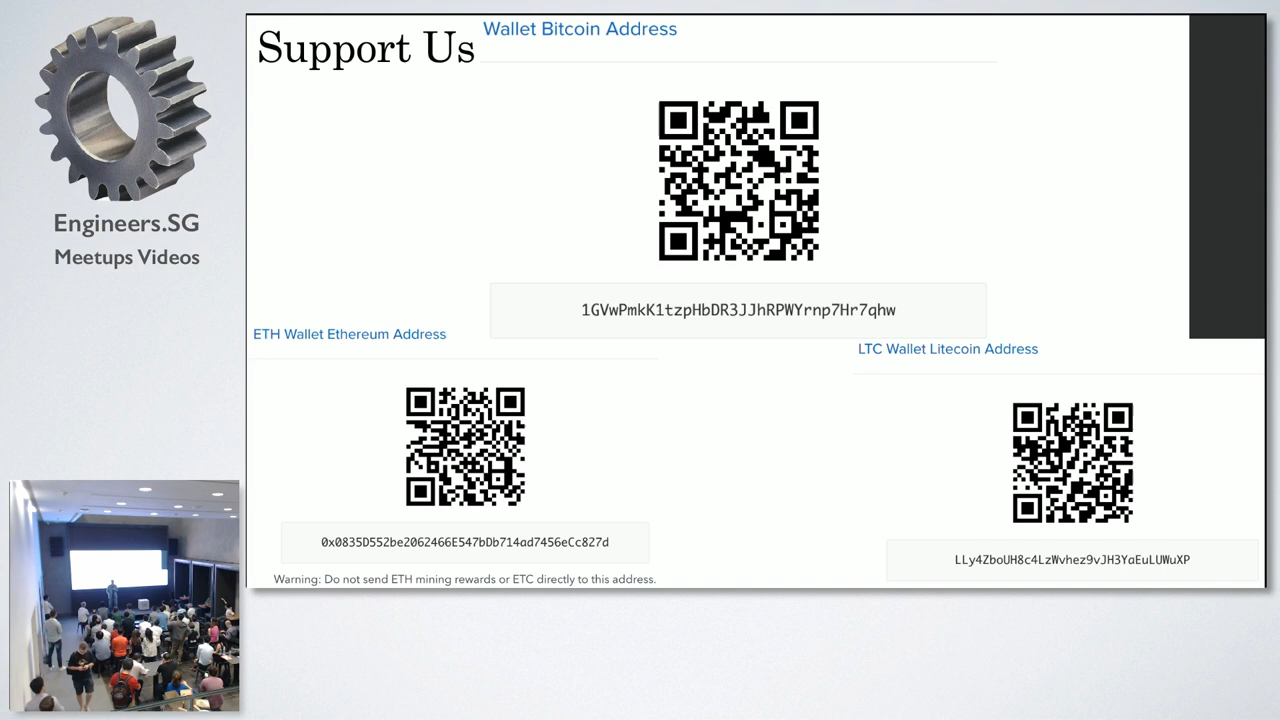 Support Us
Wallet Bitcoin Address
Engineers.SG
Meetups Videos
1GVwPmkK1tzpHbDR3JJhRPWYrnp7Hr7qhw
ETH Wallet Ethereum Address
LTC Wallet Litecoin Address
0x0835D552be2062466E547bDb714ad7456eCc827d
LLy4ZboUH8c4LzWvhez9vJH3YaEuLUWuXP
Warning: Do not send ETH mining rewards or ETC directly to this address.